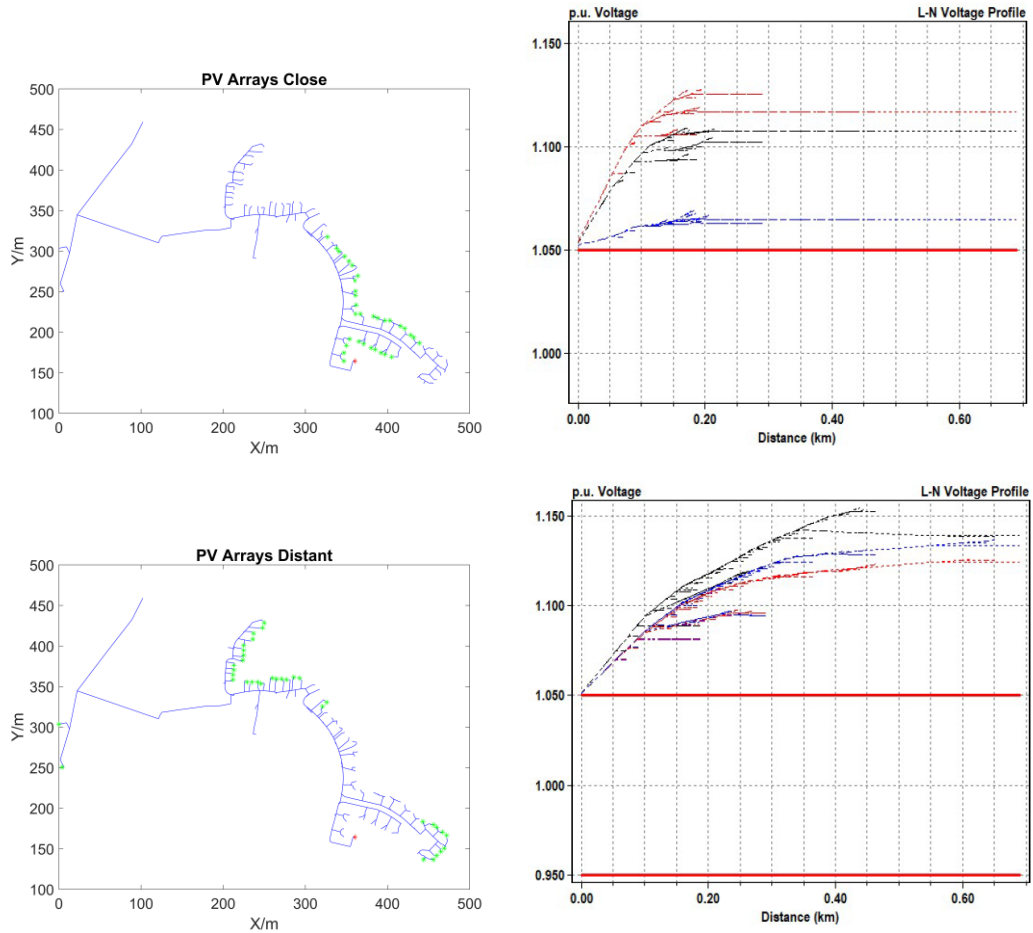 p.u. Voltage L-N Voltage Profile
PV Arrays Close
500
450
400
350
300
250
200
150
100
Y/m
0 100 200 300 400 500
X/m
1.150
1.100
1.050
1.000
0.00 0.20 0.40 0.60
Distance (km)
p.u. Voltage L-N Voltage Profile
PV Arrays Distant
500
450
400
350
300
250
200
150
100
Y/m
0 100 200 300 400 500
X/m
1.150
1.100
1.050
1.000
0.950
0.00 0.20 0.40 0.60
Distance (km)